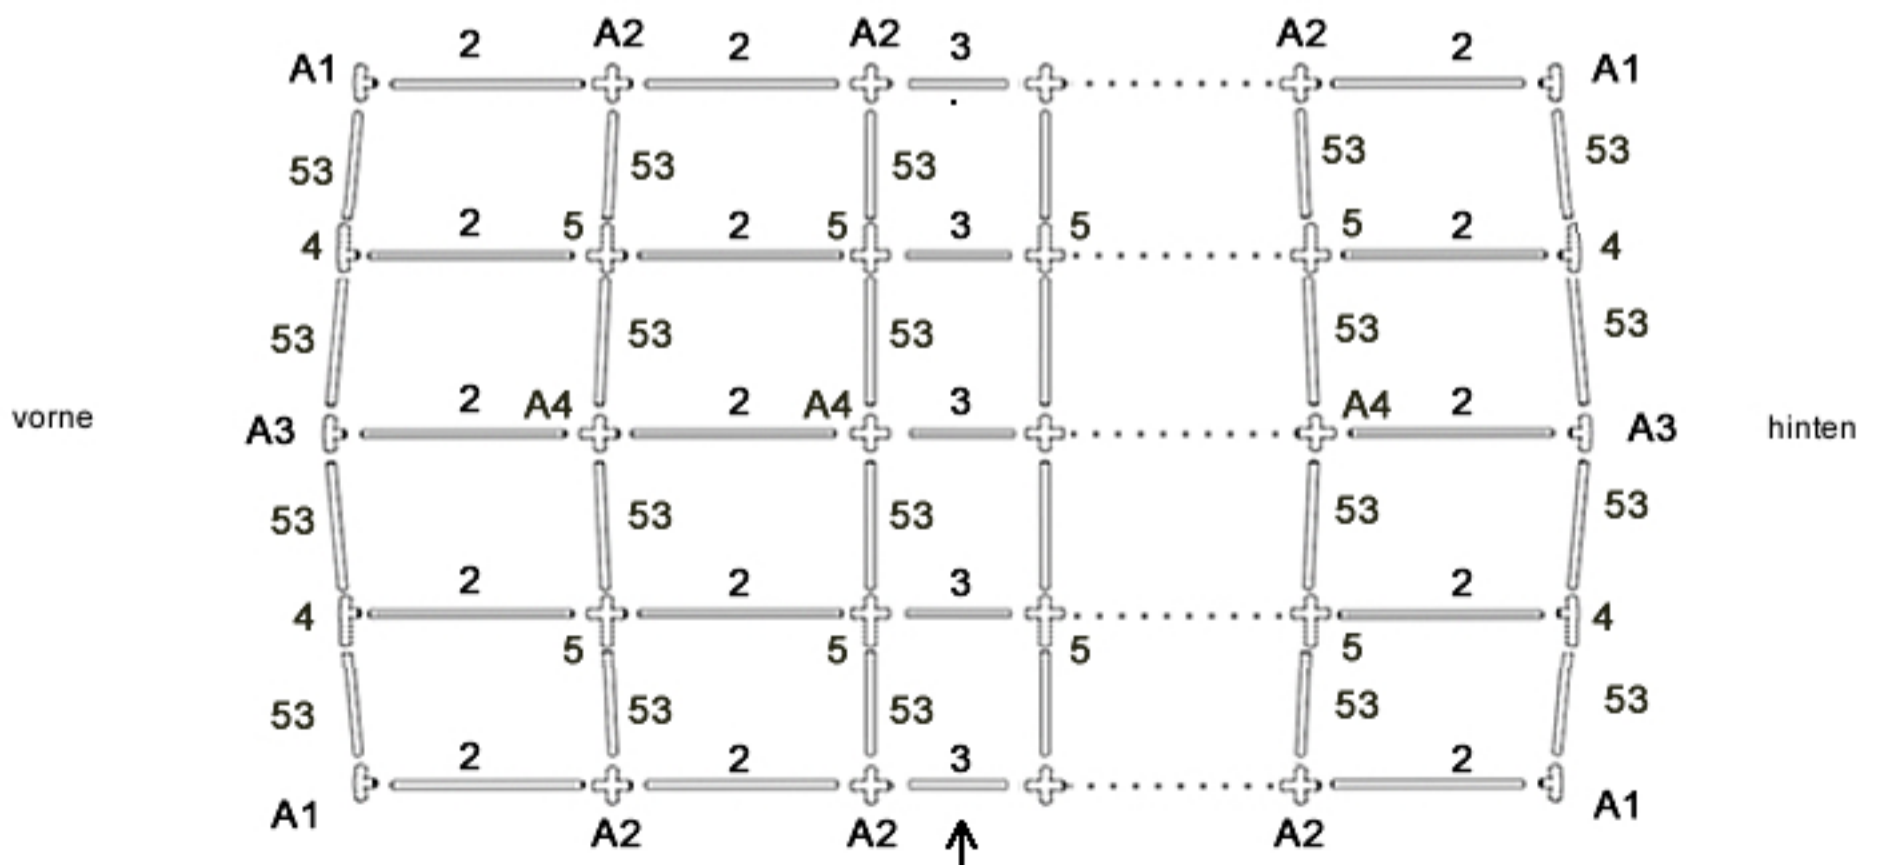 2 A2 2 A2 3 A2 2
A1 A1
53 53 53 53 53
2 5 2 5 3 5 5 2
4 4
53 53 53 53 53
2 A4 2 A4 3 A4 2
vorne A3 A3 hinten
53 53 53 53 53
2 2 3 2
4 4
5 5 5 5
53 53 53 53 53
2 2 3 2
A1 A1
A2 A2 A2